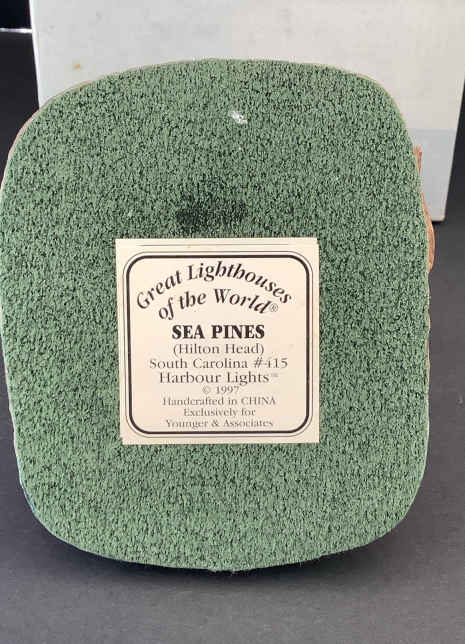 Great Lighthouses
of the World®
SEA PINES
(Hilton Head)
South Carolina #415
Harbour Lights™
© 1997
Handcrafted in CHINA
Exclusively for
Younger & Associates